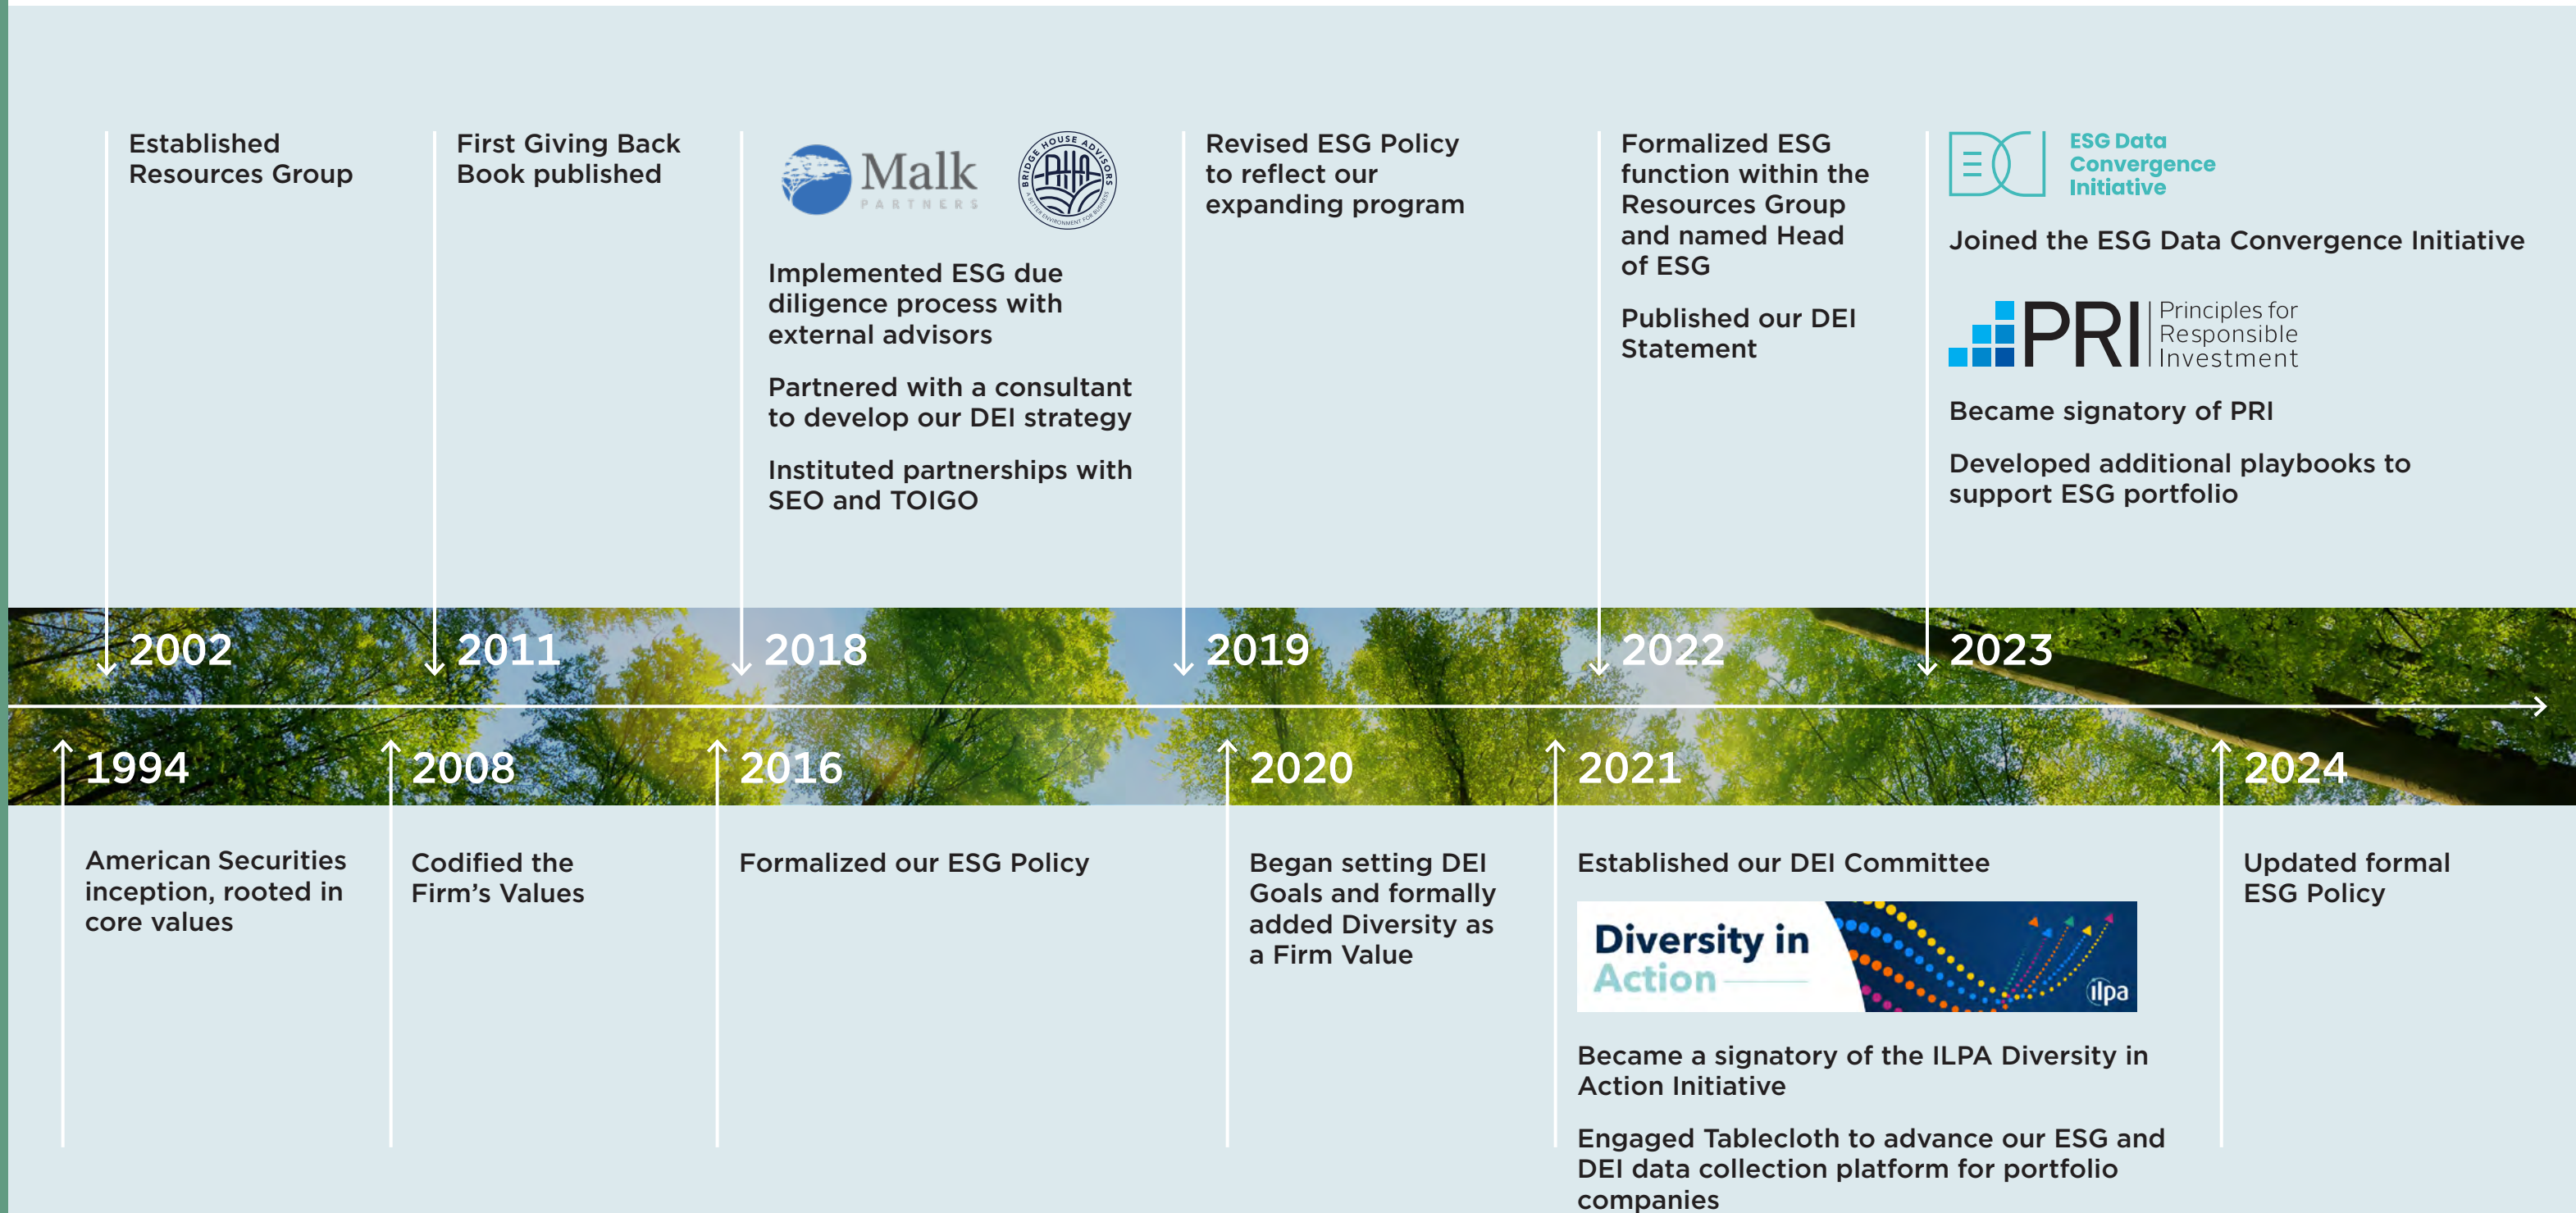 Established
Resources Group
First Giving Back
Book published
Malk
PARTNERS
BRIDGE HOUSE ADVISORS
BHA
A BETTER ENVIRONMENT FOR BUSINESS
Implemented ESG due
diligence process with
external advisors
Partnered with a consultant
to develop our DEI strategy
Instituted partnerships with
SEO and TOIGO
Revised ESG Policy
to reflect our
expanding program
Formalized ESG
function within the
Resources Group
and named Head
of ESG
Published our DEI
Statement
ESG Data
Convergence
Initiative
Joined the ESG Data Convergence Initiative
PRI
Principles for
Responsible
Investment
Became signatory of PRI
Developed additional playbooks to
support ESG portfolio
2002
2011
2018
2019
2022
2023
1994
2008
2016
2020
2021
2024
American Securities
inception, rooted in
core values
Codified the
Firm’s Values
Formalized our ESG Policy
Began setting DEI
Goals and formally
added Diversity as
a Firm Value
Established our DEI Committee
Diversity in
Action
ilpa
Became a signatory of the ILPA Diversity in
Action Initiative
Engaged Tablecloth to advance our ESG and
DEI data collection platform for portfolio
companies
Updated formal
ESG Policy